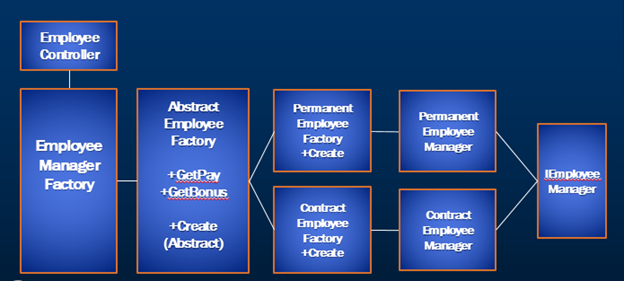 Employee
Controller
Employee
Manager
Factory
Abstract
Employee
Factory
+GetPay
+GetBonus
+Create
(Abstract)
Permanent
Employee
Factory
+Create
Contract
Employee
Factory
+Create
Permanent
Employee
Manager
Contract
Employee
Manager
IEmployee
Manager